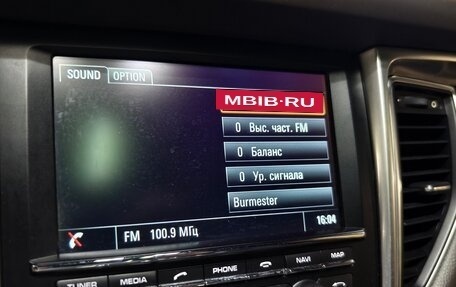 SOUND OPTION
MBIB·RU
0 Выс. част. FM
0 Баланс
0 Ур. сигнала
Burmester
16:04
FM 100.9 МГц
TUNER MEDIA PHONE NAVI MAP